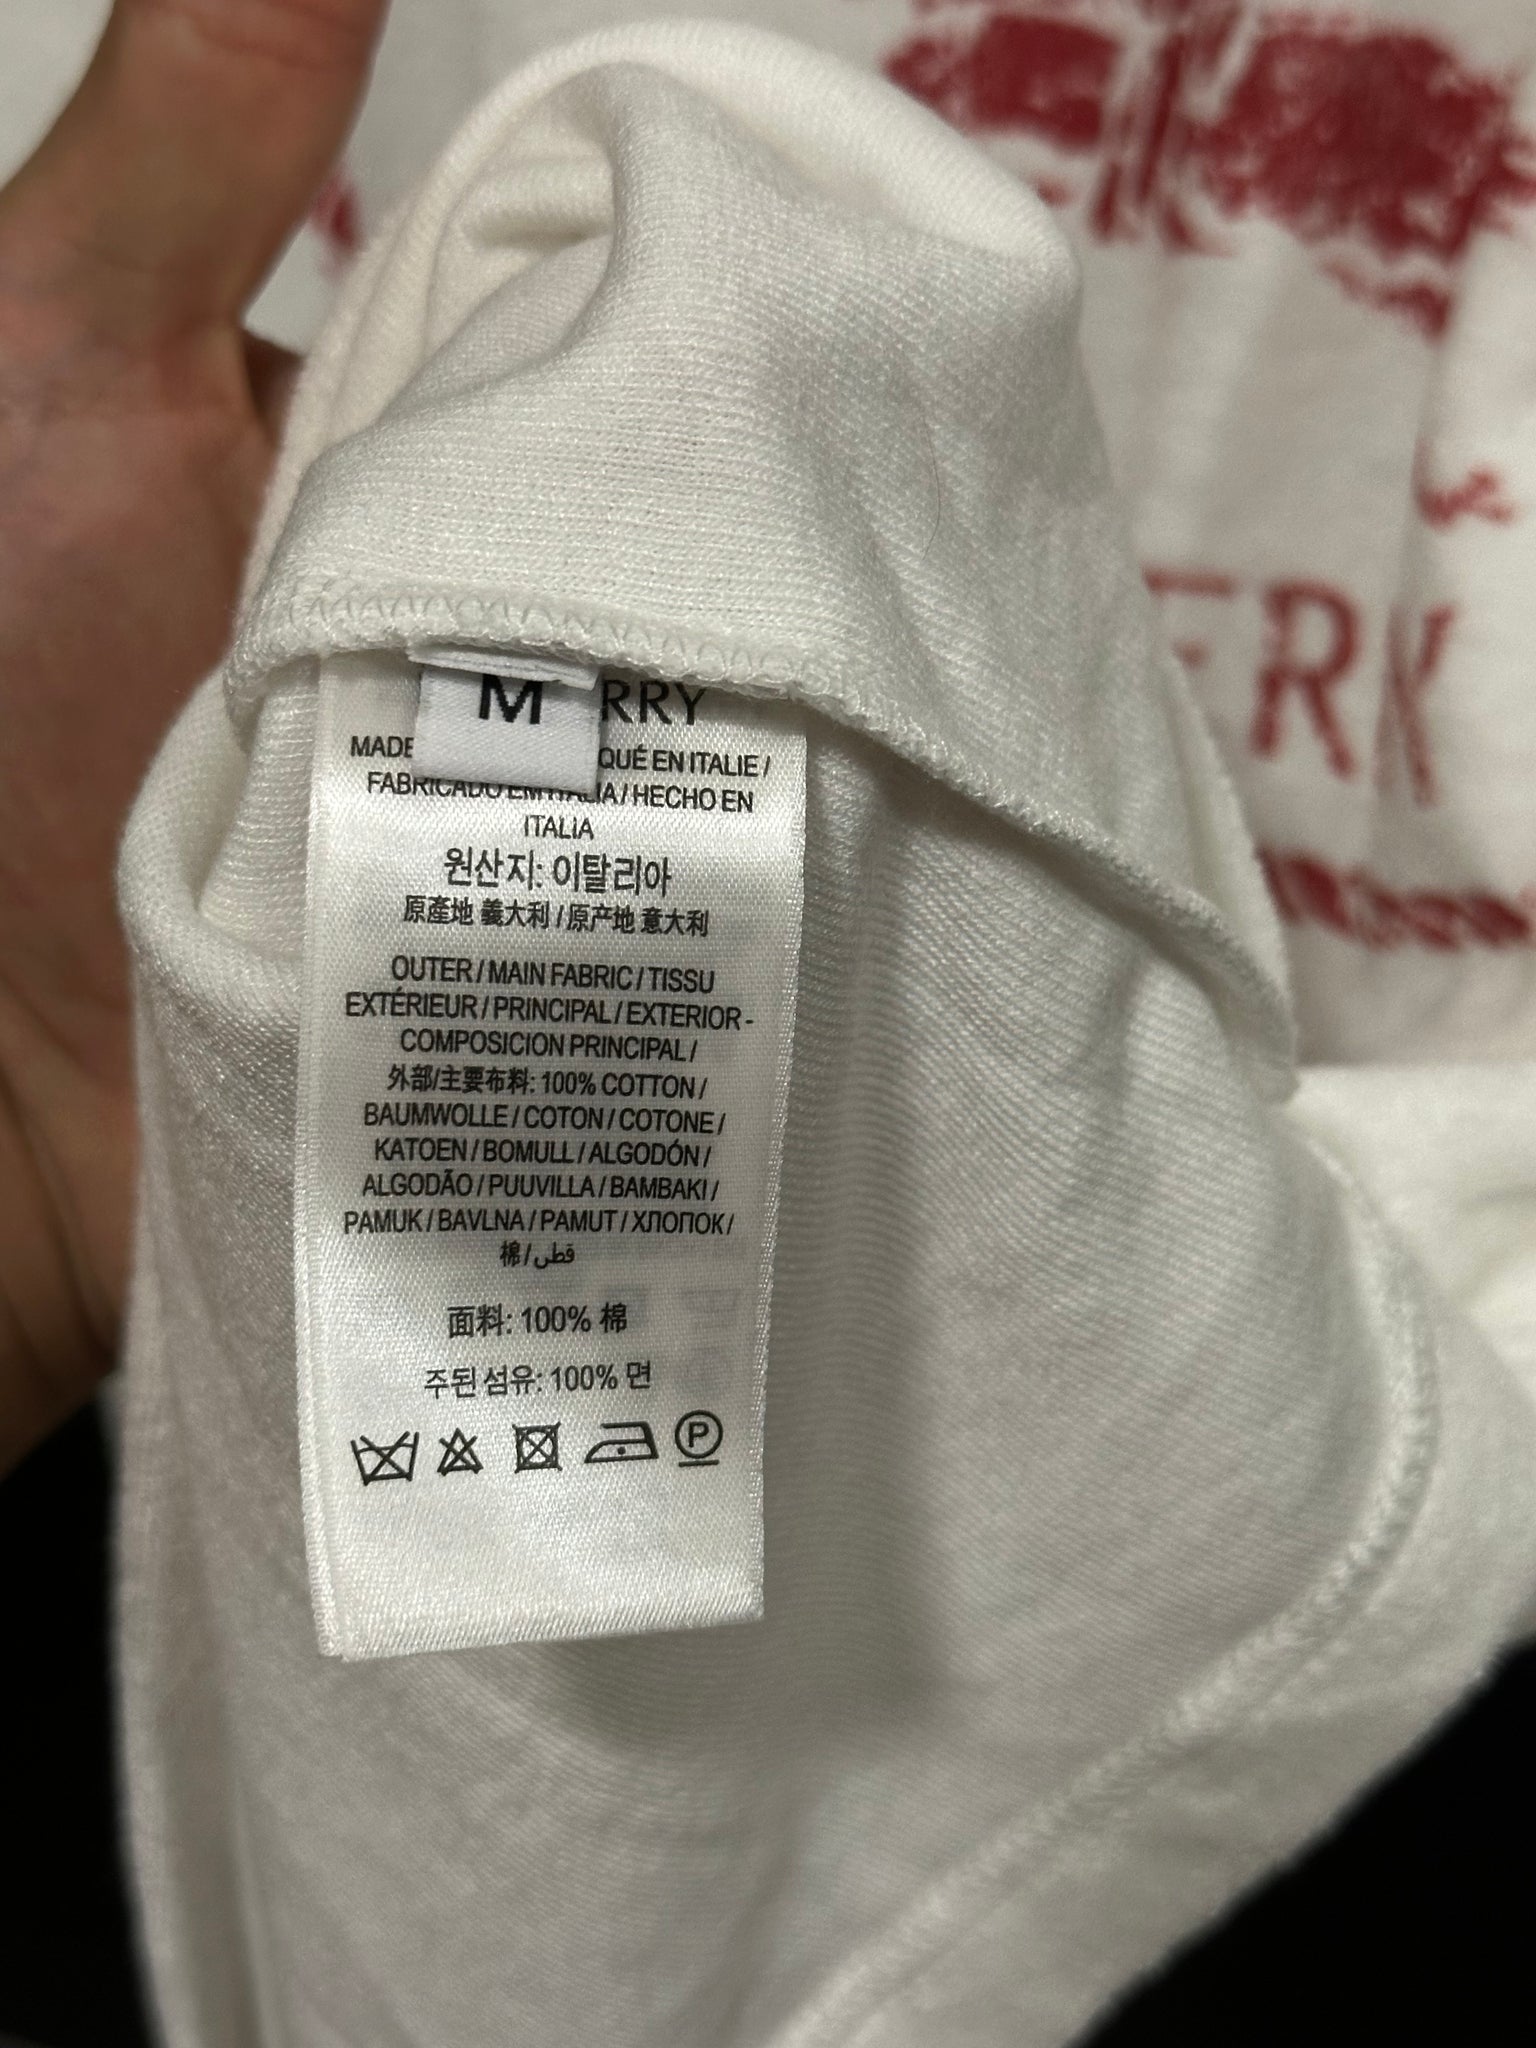 M RRY
MADE QUÉ EN ITALIE /
FABRICADO EM ITALIA / HECHO EN
ITALIA
원산지: 이탈리아
原產地 義大利 / 原产地 意大利
OUTER / MAIN FABRIC / TISSU
EXTÉRIEUR / PRINCIPAL / EXTERIOR -
COMPOSICION PRINCIPAL /
外部/主要布料: 100% COTTON /
BAUMWOLLE / COTON / COTONE /
KATOEN / BOMULL / ALGODÓN /
ALGODÃO / PUUVILLA / BAMBAKI /
PAMUK / BAVLNA / PAMUT / ХЛОПОК /
棉 / قطن
面料: 100% 棉
주된 섬유: 100% 면
P
ERRY